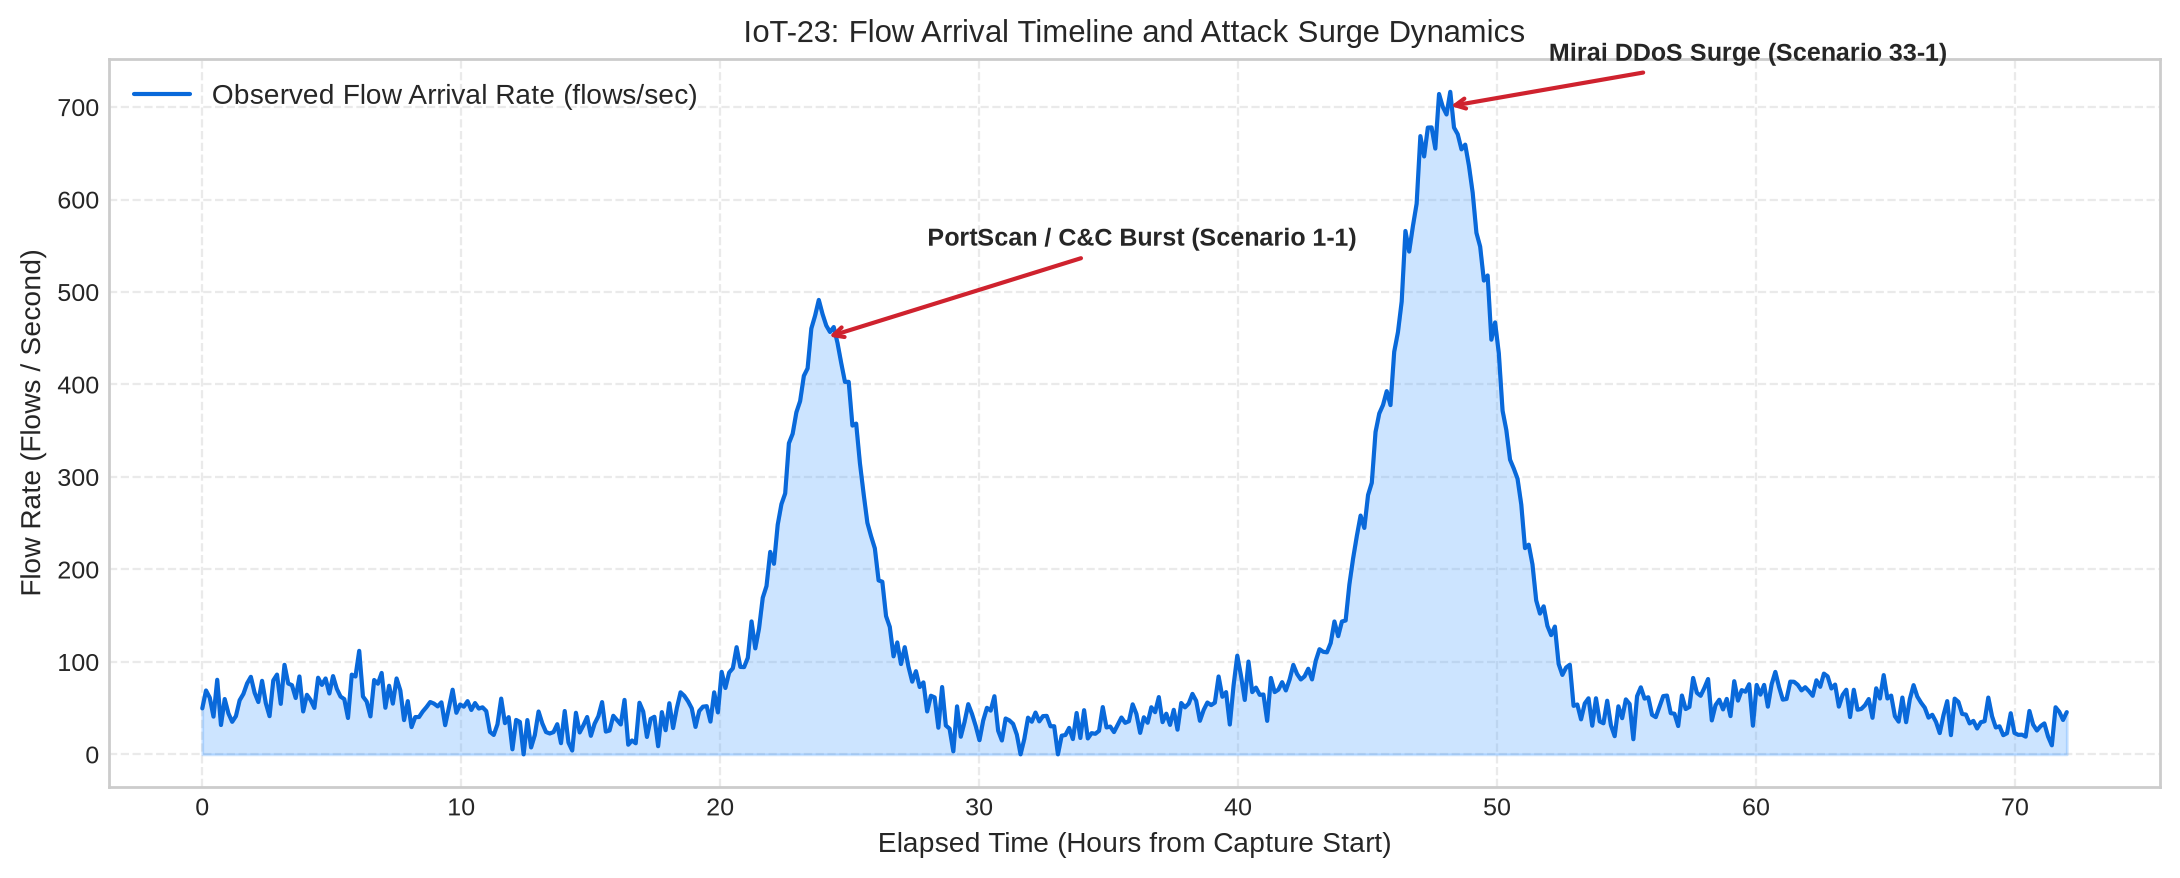 IoT-23: Flow Arrival Timeline and Attack Surge Dynamics
Mirai DDoS Surge (Scenario 33-1)
Observed Flow Arrival Rate (flows/sec)
PortScan / C&C Burst (Scenario 1-1)
Flow Rate (Flows / Second)
700
600
500
400
300
200
100
0
0 10 20 30 40 50 60 70
Elapsed Time (Hours from Capture Start)